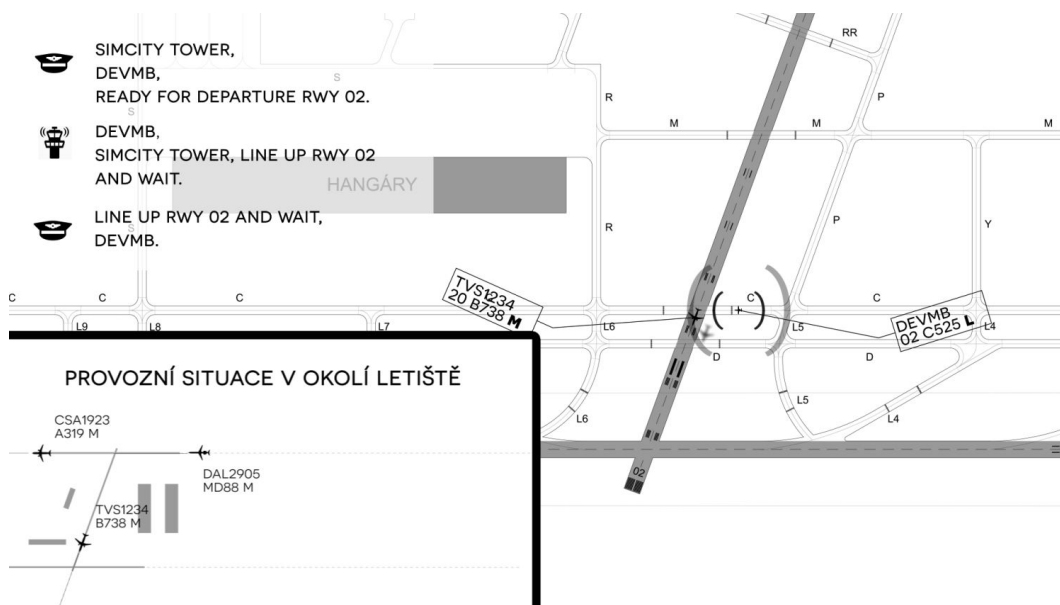 SIMCITY TOWER,
DEVMB,
READY FOR DEPARTURE RWY 02.
DEVMB,
SIMCITY TOWER, LINE UP RWY 02
AND WAIT.
LINE UP RWY 02 AND WAIT,
DEVMB.
S
S
S
S
HANGÁRY
RR
R
P
M
M
M
R
P
Y
C
C
C
C
C
TVS1234
20 B738 M
DEVMB
02 C525 L
L9
L8
L7
L6
L5
L4
D
D
L6
L5
L4
02
PROVOZNÍ SITUACE V OKOLÍ LETIŠTĚ
CSA1923
A319 M
DAL2905
MD88 M
TVS1234
B738 M